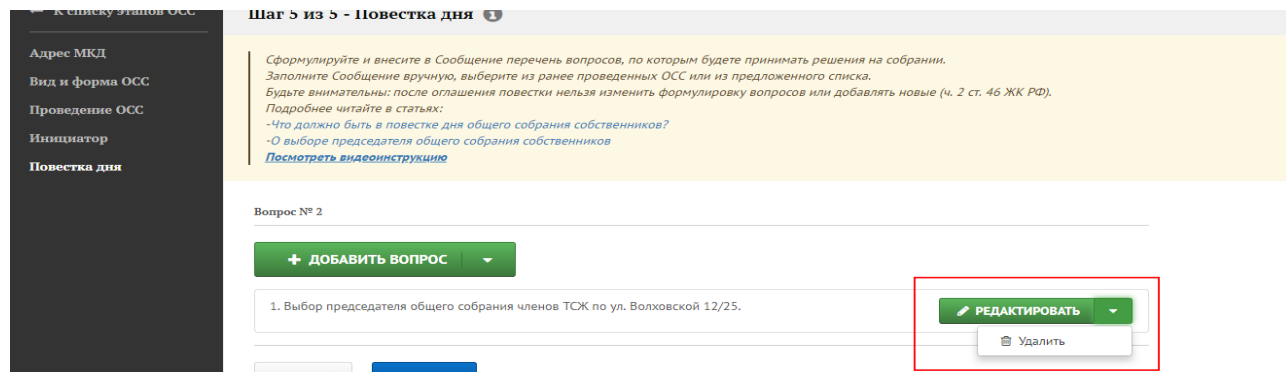 ← К списку этапов ОСС
Шаг 5 из 5 - Повестка дня i
Адрес МКД
Вид и форма ОСС
Проведение ОСС
Инициатор
Повестка дня
Сформулируйте и внесите в Сообщение перечень вопросов, по которым будете принимать решения на собрании.
Заполните Сообщение вручную, выберите из ранее проведенных ОСС или из предложенного списка.
Будьте внимательны: после оглашения повестки нельзя изменить формулировку вопросов или добавлять новые (ч. 2 ст. 46 ЖК РФ).
Подробнее читайте в статьях:
-Что должно быть в повестке дня общего собрания собственников?
-О выборе председателя общего собрания собственников
Посмотреть видеоинструкцию
Вопрос № 2
+ ДОБАВИТЬ ВОПРОС
1. Выбор председателя общего собрания членов ТСЖ по ул. Волховской 12/25.
РЕДАКТИРОВАТЬ
Удалить